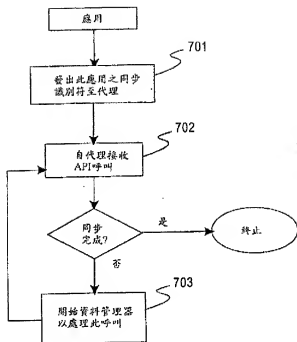 應用
701
發出此應用之同步
識別符至代理
702
自代理接收
API呼叫
同步
完成?
是
終止
否
703
開始資料管理器
以處理此呼叫